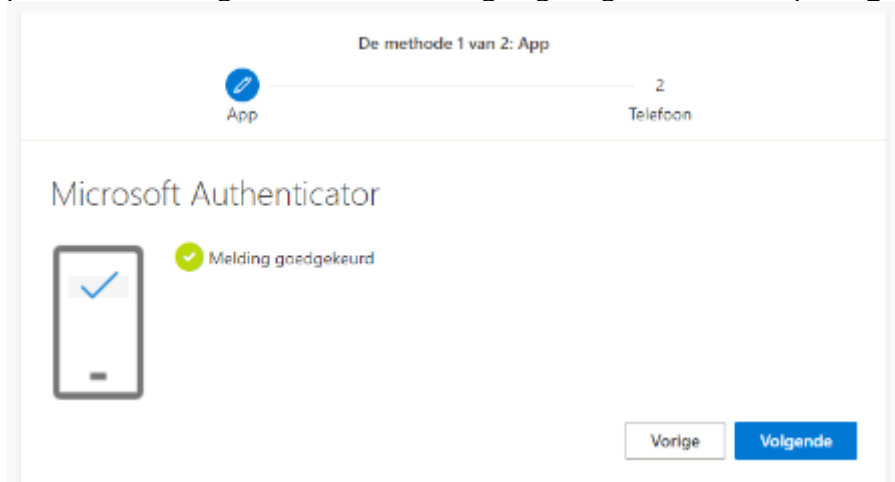 De methode 1 van 2: App
2
App
Telefoon
Microsoft Authenticator
Melding goedgekeurd
Vorige
Volgende